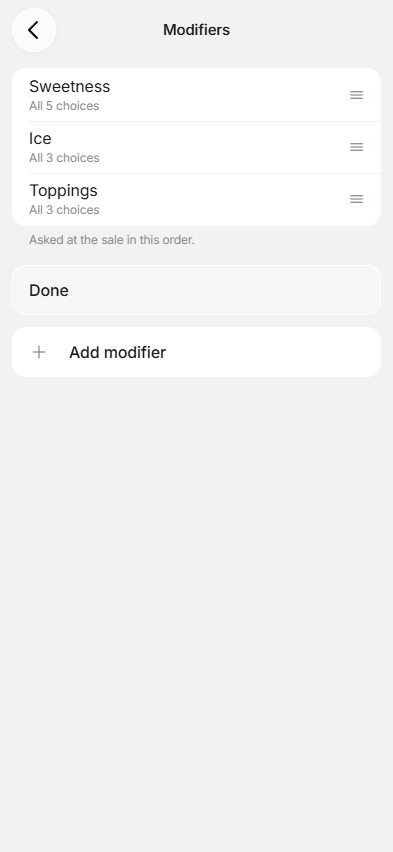 Modifiers
Sweetness
All 5 choices
Ice
All 3 choices
Toppings
All 3 choices
Asked at the sale in this order.
Done
Add modifier